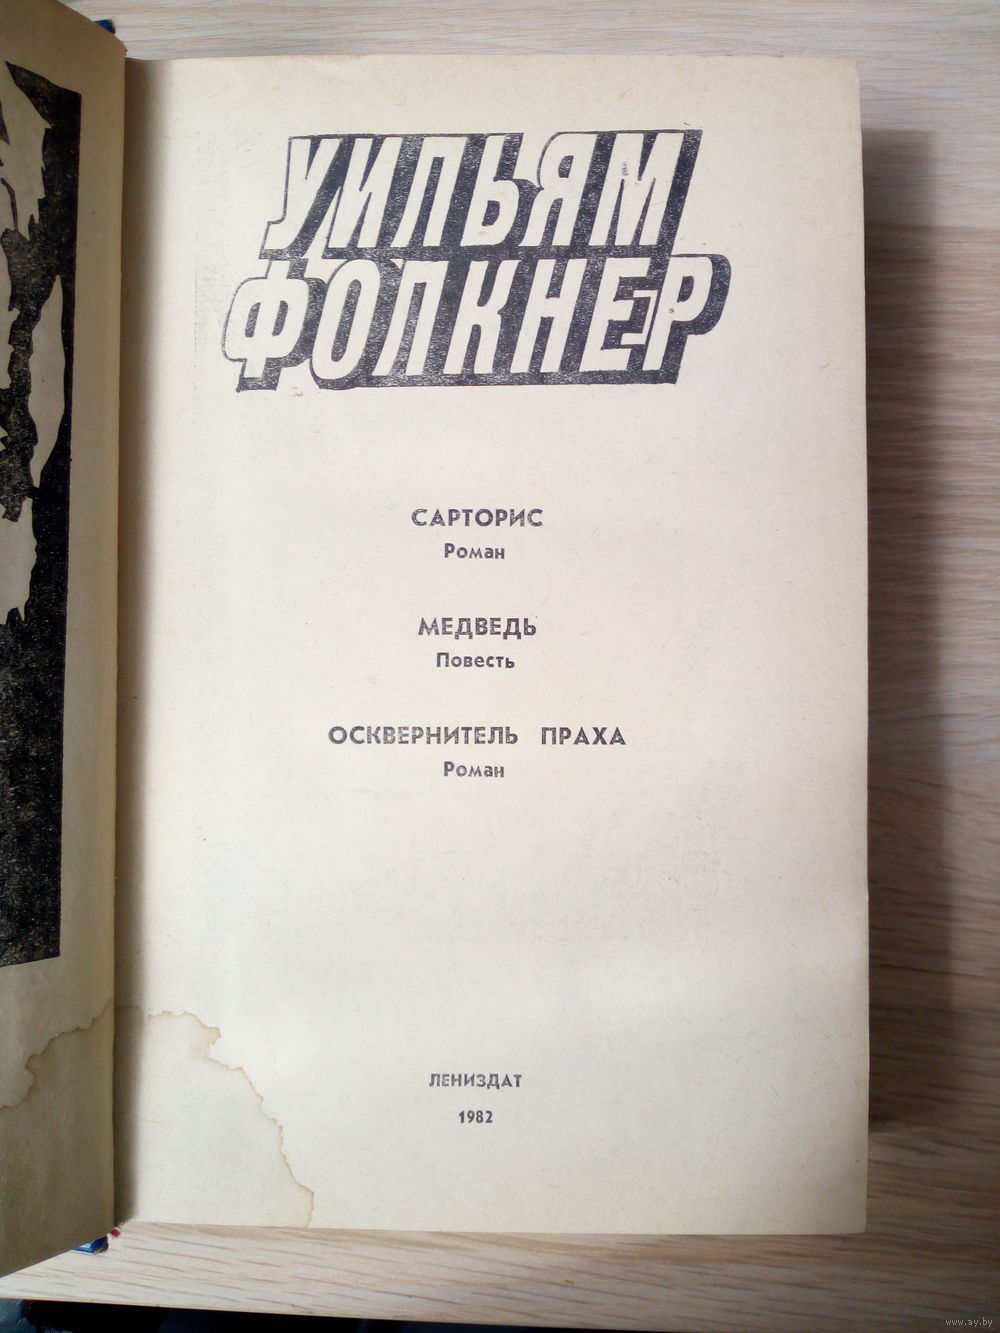 УИЛЬЯМ
ФОЛКНЕР
САРТОРИС
Роман
МЕДВЕДЬ
Повесть
ОСКВЕРНИТЕЛЬ ПРАХА
Роман
ЛЕНИЗДАТ
1982
www.ay.by